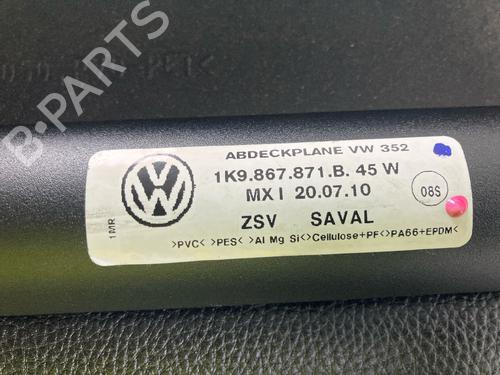 B-PARTS
ABDECKPLANE VW 352
1K9.867.871.B. 45 W
MX I 20.07.10
08S
ZSV SAVAL
1MR
>PVC< >PES< >Al Mg Si<>Cellulose+PF<>PA66+EPDM<